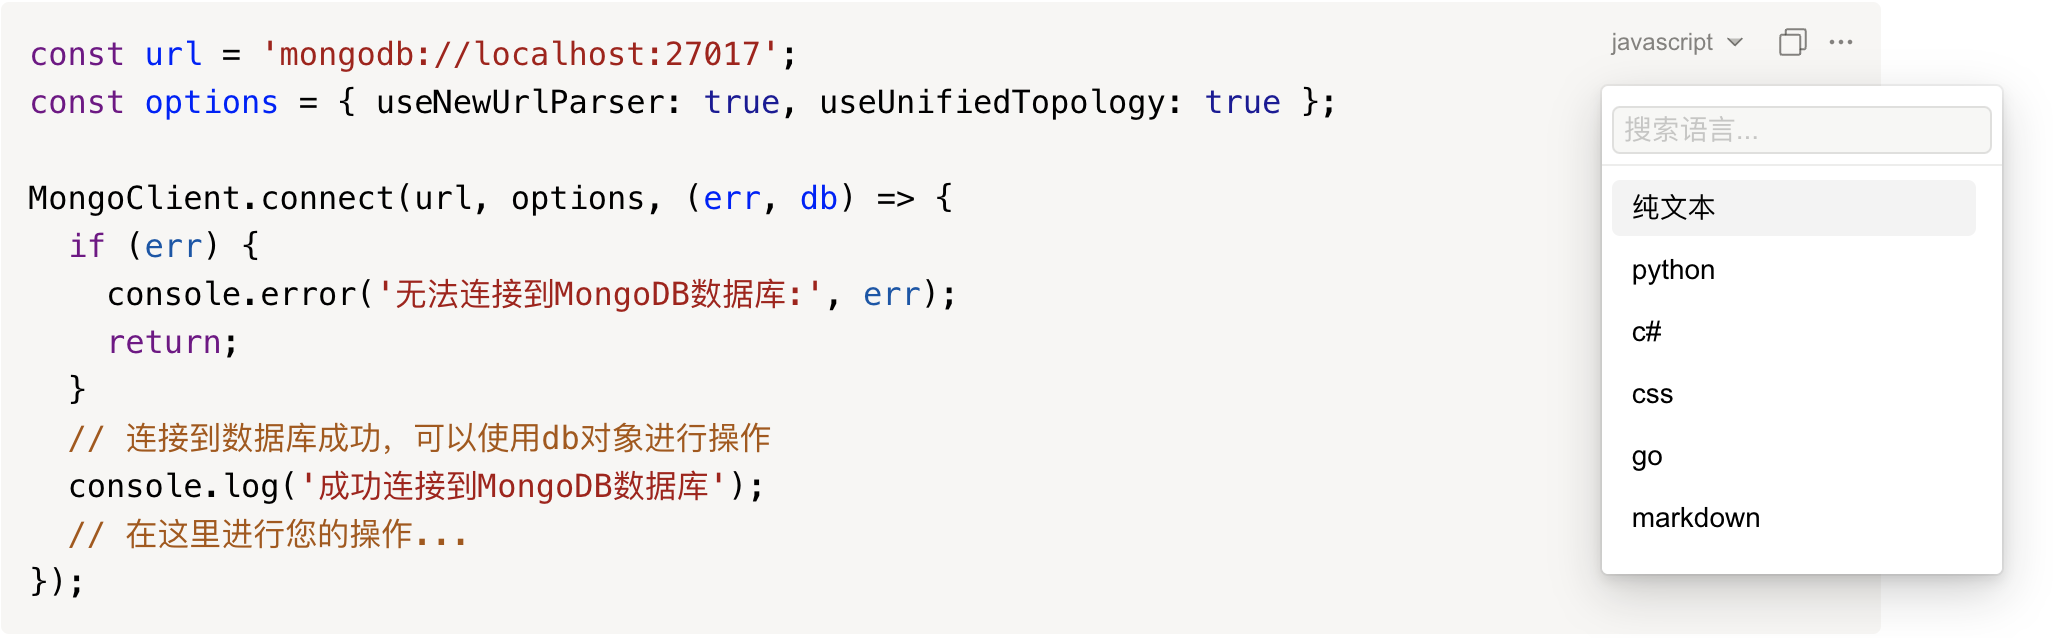 const url = 'mongodb://localhost:27017';
const options = { useNewUrlParser: true, useUnifiedTopology: true };
MongoClient.connect(url, options, (err, db) => {
  if (err) {
    console.error('无法连接到MongoDB数据库:', err);
    return;
  }
  // 连接到数据库成功，可以使用db对象进行操作
  console.log('成功连接到MongoDB数据库');
  // 在这里进行您的操作...
});
javascript
搜索语言...
纯文本
python
c#
css
go
markdown